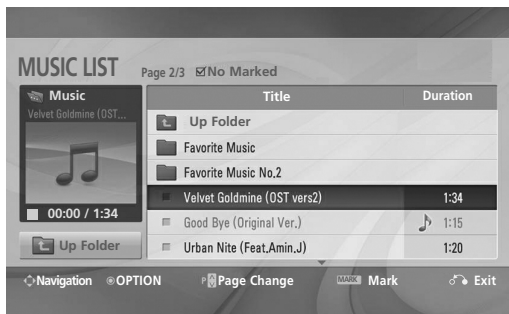 MUSIC LIST Page 2/3 No Marked
Music
Velvet Goldmine (OST...
00:00 / 1:34
Up Folder
Title Duration
Up Folder
Favorite Music
Favorite Music No.2
Velvet Goldmine (OST vers2) 1:34
Good Bye (Original Ver.) 1:15
Urban Nite (Feat.Amin.J) 1:20
Navigation OPTION P Page Change MARK Mark Exit